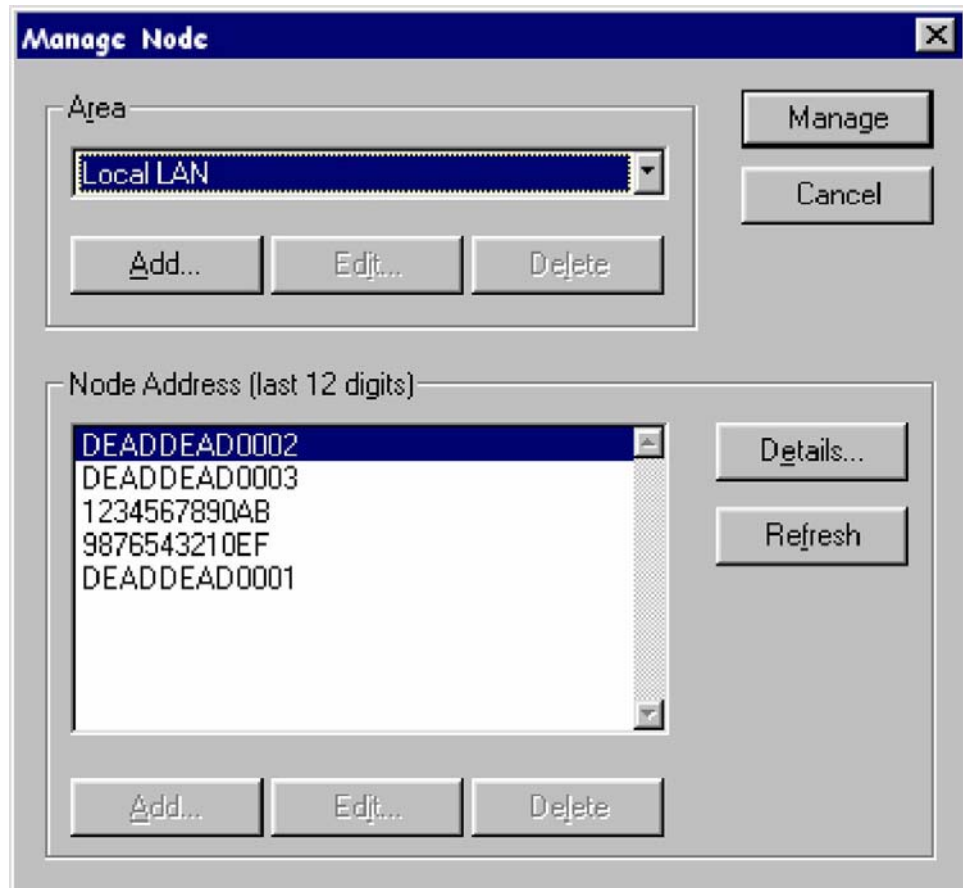 Manage Node
Area
Manage
Local LAN
Cancel
Add... Edit... Delete
Node Address (last 12 digits)
DEADDEAD0002
Details...
DEADDEAD0003
1234567890AB
Refresh
9876543210EF
DEADDEAD0001
Add... Edit... Delete